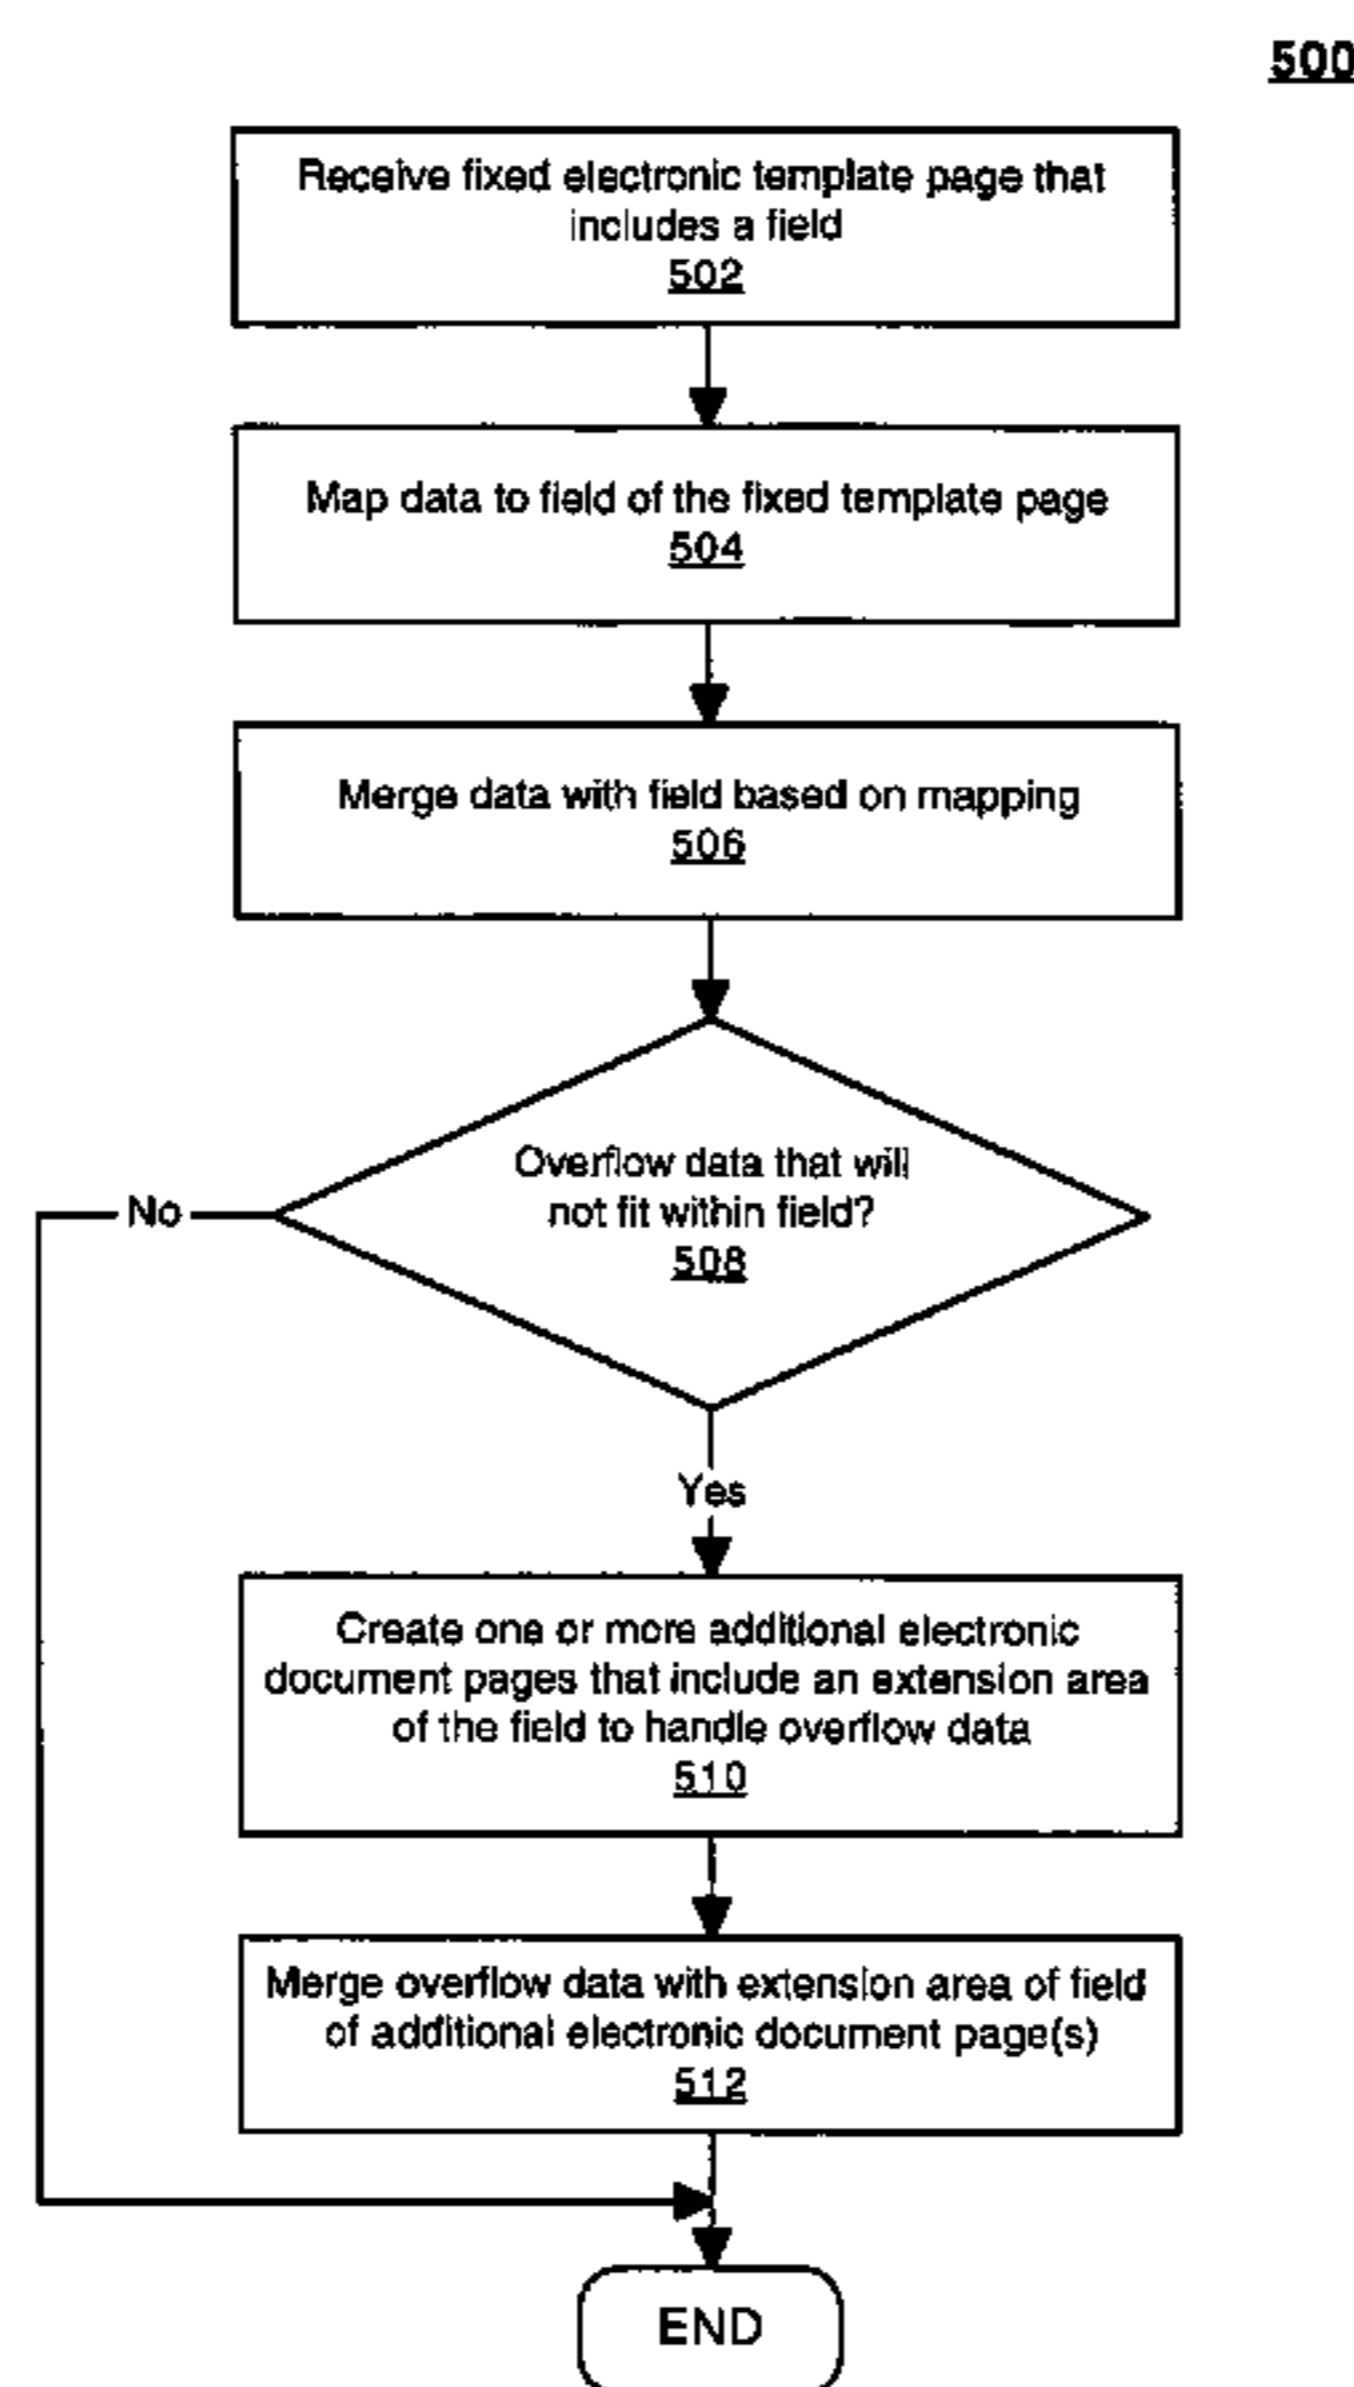 500
Receive fixed electronic template page that
includes a field
502
Map data to field of the fixed template page
504
Merge data with field based on mapping
506
Overflow data that will
not fit within field?
508
No
Yes
Create one or more additional electronic
document pages that include an extension area
of the field to handle overflow data
510
Merge overflow data with extension area of field
of additional electronic document page(s)
512
END